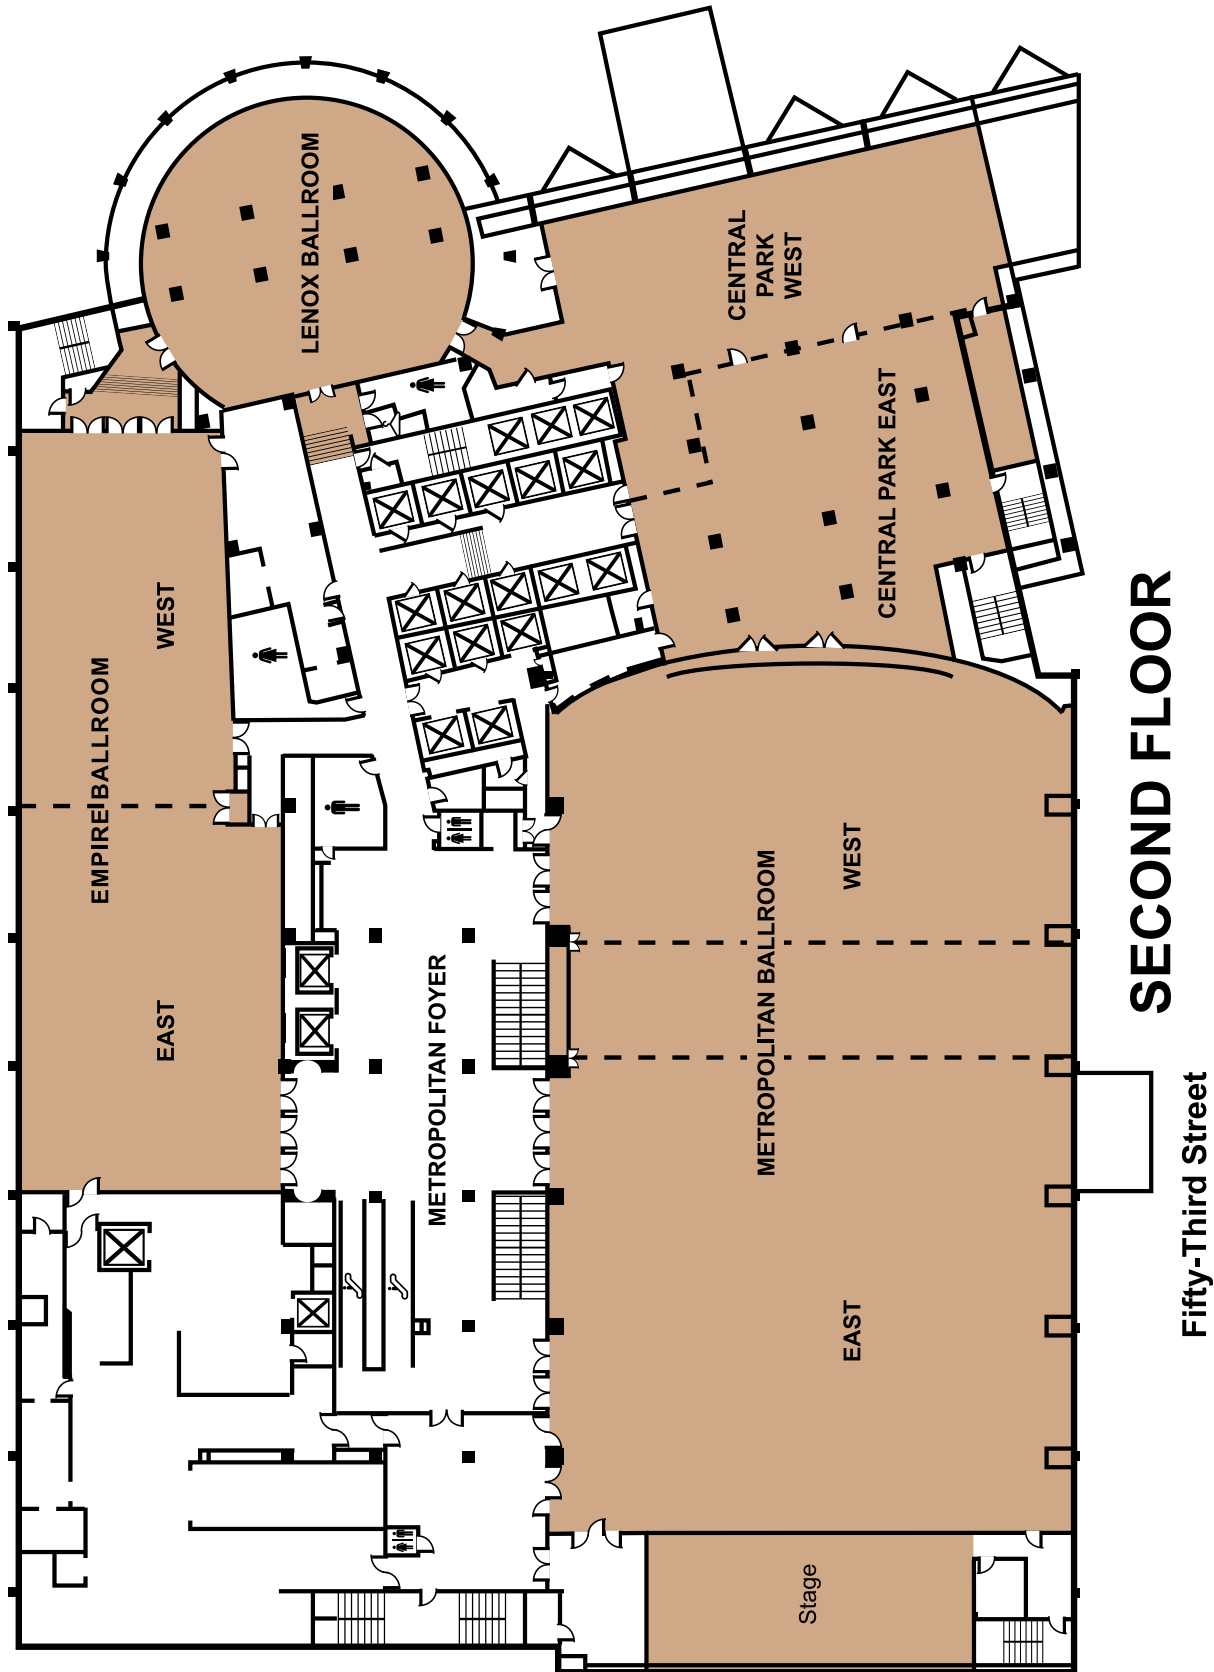 LENOX BALLROOM
CENTRAL
PARK
WEST
CENTRAL PARK EAST
WEST
EMPIRE BALLROOM
EAST
METROPOLITAN FOYER
WEST
METROPOLITAN BALLROOM
EAST
Stage
SECOND FLOOR
Fifty-Third Street